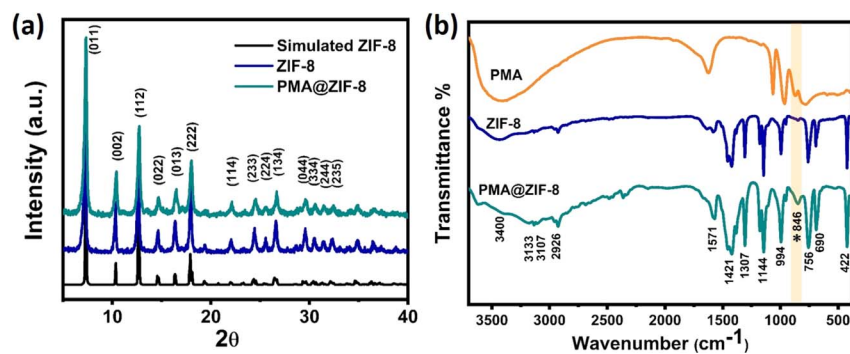 (a)
Intensity (a.u.)
(011)
(002)
(112)
(022)
(013)
(222)
(114)
(233)
(224)
(134)
(044)
(334)
(244)
(235)
Simulated ZIF-8
ZIF-8
PMA@ZIF-8
10 20 30 40
2θ
(b)
Transmittance %
PMA
ZIF-8
PMA@ZIF-8
3400
3133
3107
2926
1571
1421
1307
1144
994
* 846
756
690
422
3500 3000 2500 2000 1500 1000 500
Wavenumber (cm⁻¹)